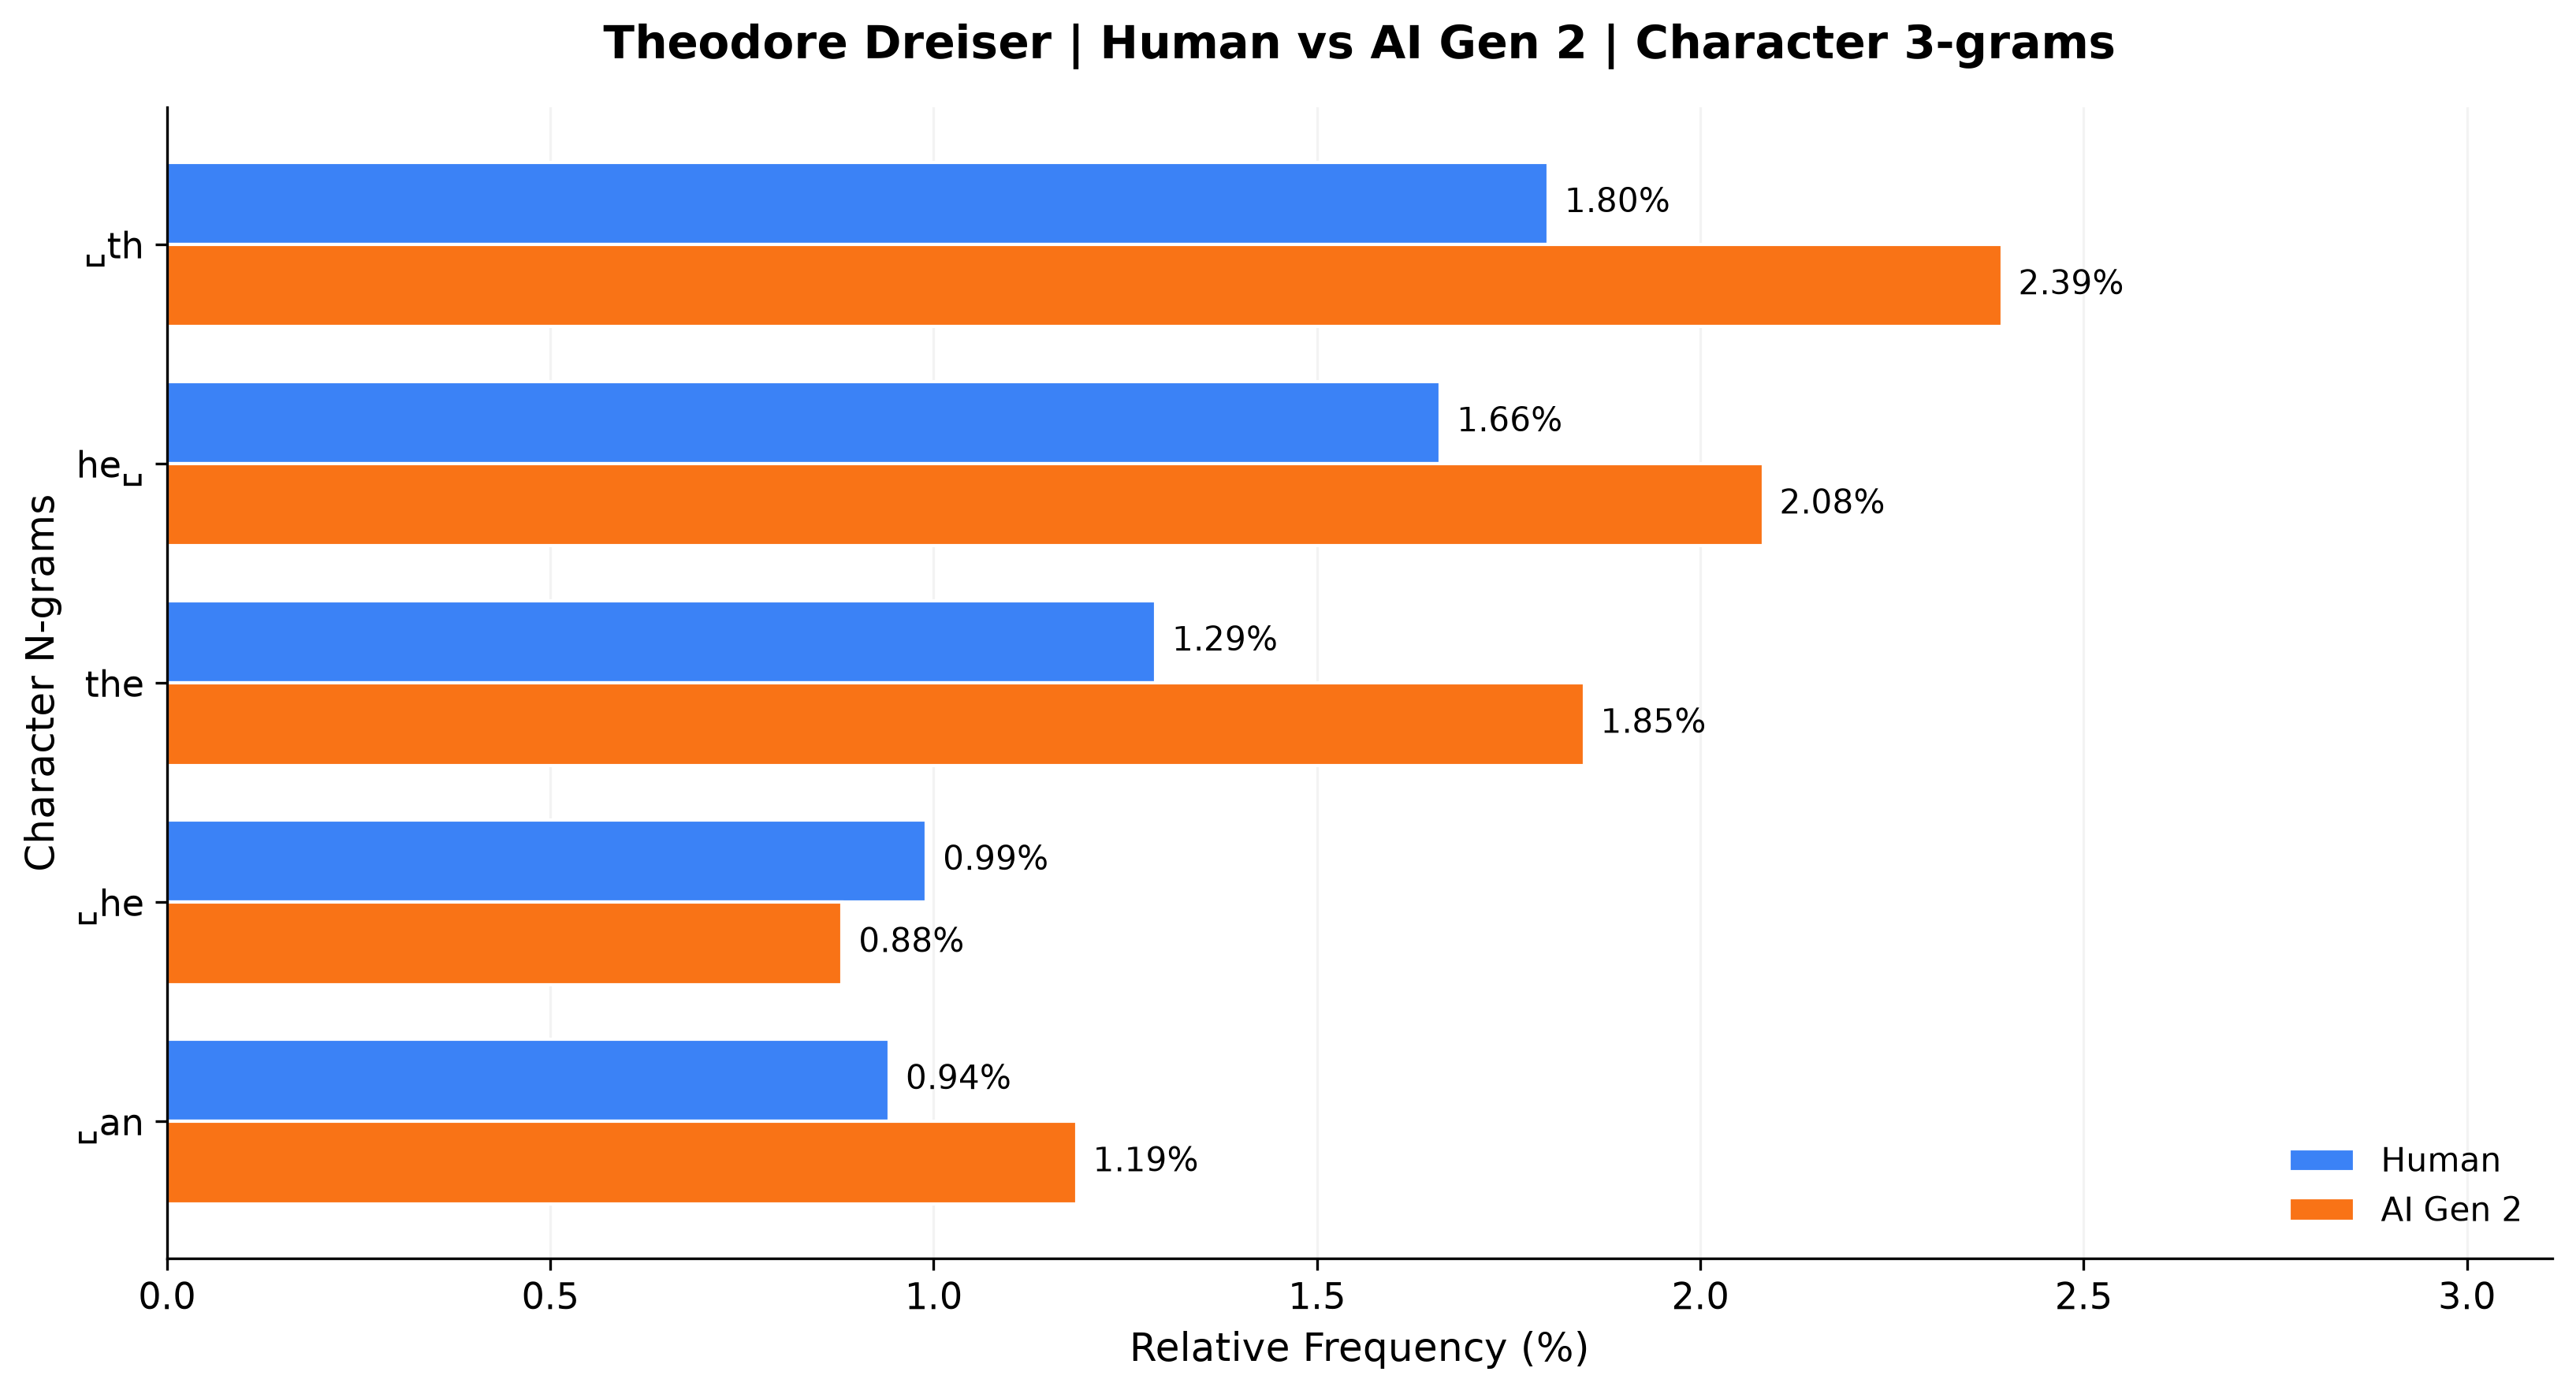 Theodore Dreiser | Human vs AI Gen 2 | Character 3-grams
Character N-grams
␣th
1.80%
2.39%
he␣
1.66%
2.08%
the
1.29%
1.85%
␣he
0.99%
0.88%
␣an
0.94%
1.19%
Human
AI Gen 2
0.0 0.5 1.0 1.5 2.0 2.5 3.0
Relative Frequency (%)